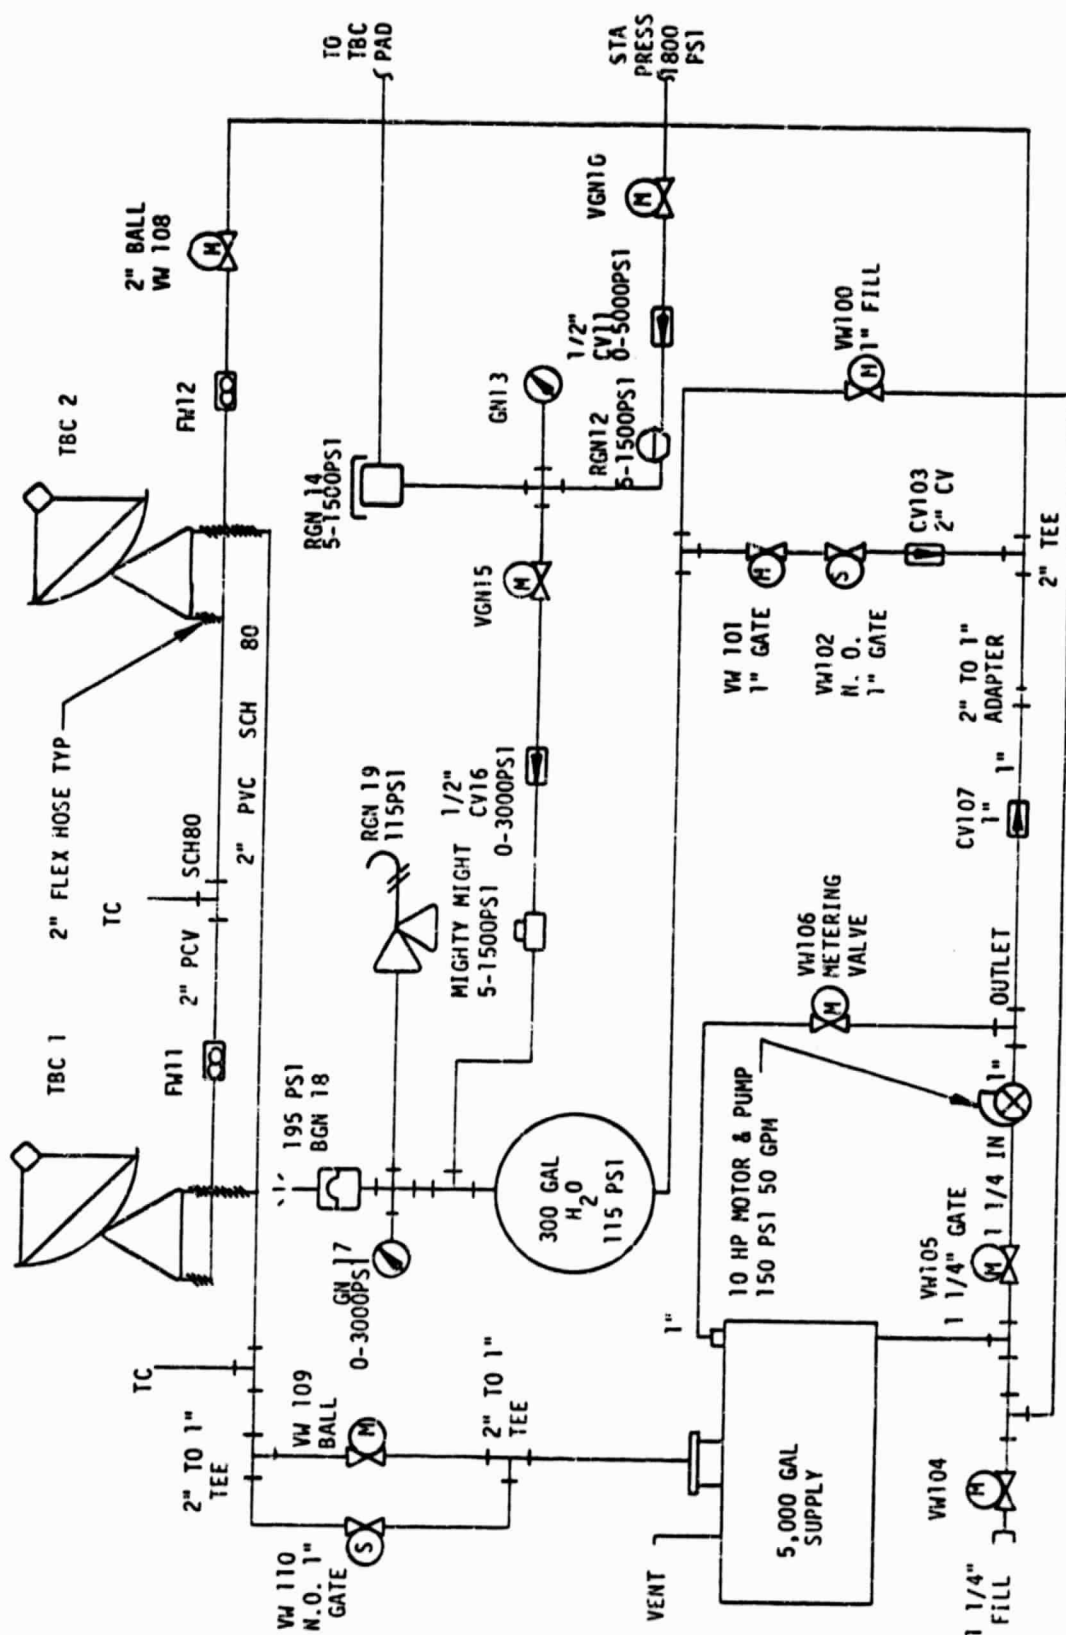 TO
TBC
PAD
STA
PRESS
1800
PSI
2" BALL
VW 108
VGN10
1/2"
CV11
0-5000PSI
VW100
1" FILL
FW12
GN13
RGN12
5-1500PSI
TBC 2
RGN 14
5-1500PSI
CV103
2" CV
2" TEE
VGN15
VW 101
1" GATE
VW102
N. O.
1" GATE
2" TO 1"
ADAPTER
2" FLEX HOSE TYP
2" PVC SCH 80
SCH80
TC
2" PCV
RGN 19
115PSI
MIGHTY MIGHT
5-1500PSI
1/2"
CV16
0-3000PSI
1"
CV107
1"
VW106
METERING
VALVE
OUTLET
TBC 1
FW11
195 PSI
BGN 18
300 GAL
H2O
115 PSI
10 HP MOTOR & PUMP
150 PSI 50 GPM
1"
1 1/4 IN
GN 17
0-3000PSI
1"
VW105
1 1/4" GATE
TC
2" TO 1"
TEE
VW 109
BALL
2" TO 1"
TEE
VW 110
N.O. 1"
GATE
VENT
5,000 GAL
SUPPLY
VW104
1 1/4"
FILL
M
M
M
M
M
S
M
M
M
S
M